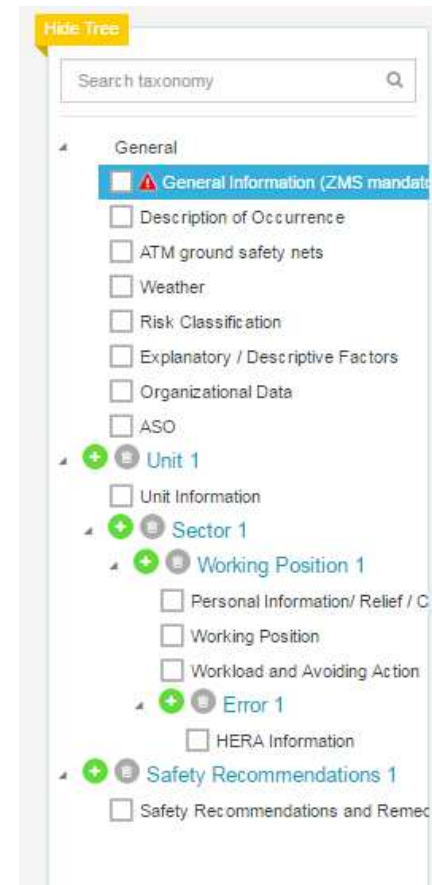 Hide Tree
Search taxonomy
General
General Information (ZMS mandato
Description of Occurrence
ATM ground safety nets
Weather
Risk Classification
Explanatory / Descriptive Factors
Organizational Data
ASO
Unit 1
Unit Information
Sector 1
Working Position 1
Personal Information/ Relief / C
Working Position
Workload and Avoiding Action
Error 1
HERA Information
Safety Recommendations 1
Safety Recommendations and Remed